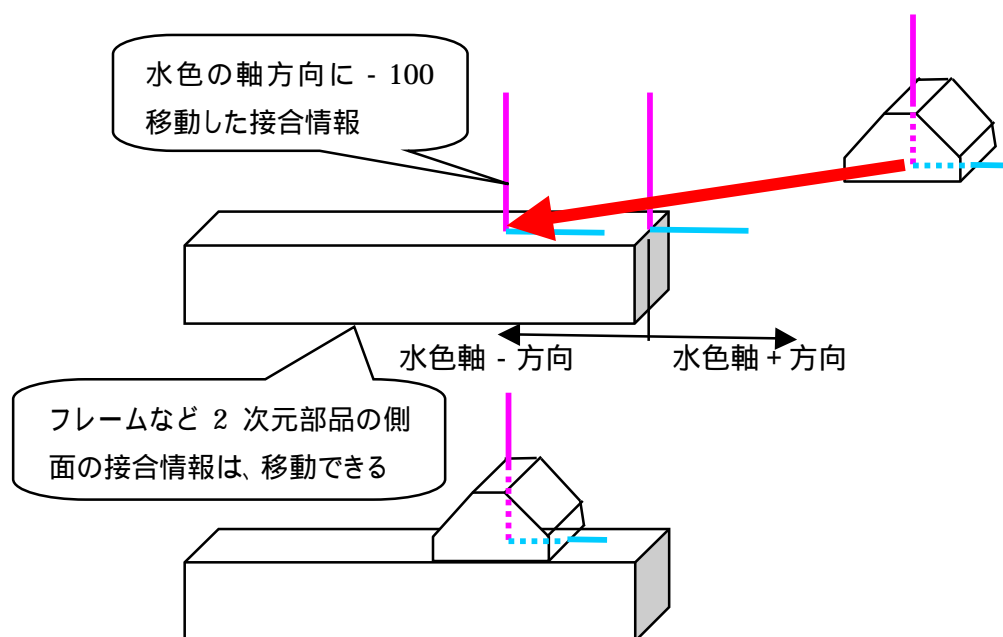 水色の軸方向に - 100
移動した接合情報
水色軸 - 方向
水色軸 + 方向
フレームなど 2 次元部品の側
面の接合情報は、移動できる